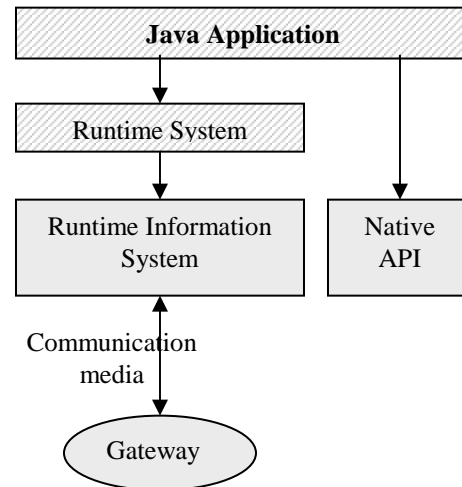 Java Application
Runtime System
Runtime Information
System
Native
API
Communication
media
Gateway